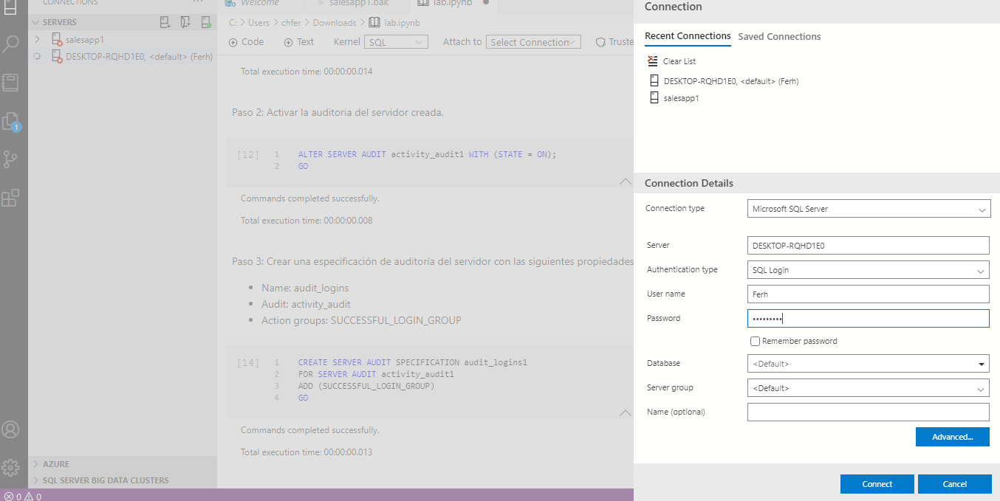 CONNECTIONS
...
SERVERS
salesapp1
DESKTOP-RQHD1E0, <default> (Ferh)
1
AZURE
SQL SERVER BIG DATA CLUSTERS
0 0
Welcome
salesapp1.bak
lab.ipynb
C: > Users > chfer > Downloads > lab.ipynb
Code Text Kernel SQL Attach to Select Connection Truste
Total execution time: 00:00:00.014
Paso 2: Activar la auditoria del servidor creada.
[12] 1 ALTER SERVER AUDIT activity_audit1 WITH (STATE = ON);
2 GO
Commands completed successfully.
Total execution time: 00:00:00.008
Paso 3: Crear una especificación de auditoría del servidor con las siguientes propiedades
• Name: audit_logins
• Audit: activity_audit
• Action groups: SUCCESSFUL_LOGIN_GROUP
[14] 1 CREATE SERVER AUDIT SPECIFICATION audit_logins1
2 FOR SERVER AUDIT activity_audit1
3 ADD (SUCCESSFUL_LOGIN_GROUP)
4 GO
Commands completed successfully.
Total execution time: 00:00:00.013
Connection
Recent Connections Saved Connections
Clear List
DESKTOP-RQHD1E0, <default> (Ferh)
salesapp1
Connection Details
Connection type Microsoft SQL Server
Server DESKTOP-RQHD1E0
Authentication type SQL Login
User name Ferh
Password •••••••••
Remember password
Database <Default>
Server group <Default>
Name (optional)
Advanced...
Connect Cancel